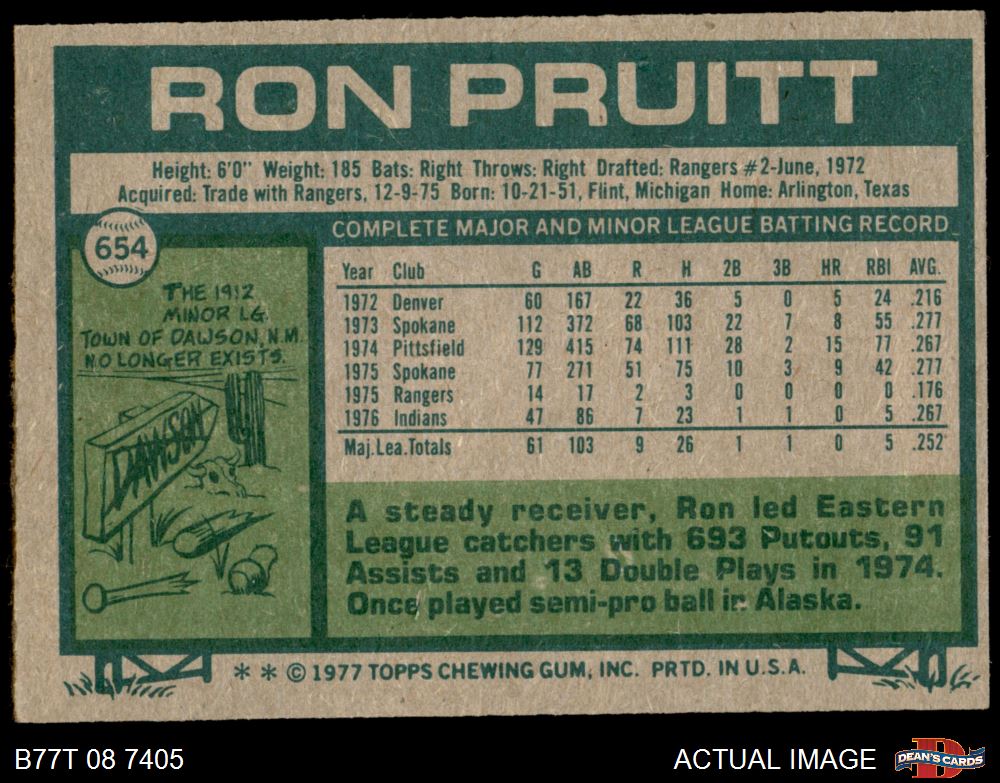 RON PRUITT
Height: 6'0" Weight: 185 Bats: Right Throws: Right Drafted: Rangers #2-June, 1972
Acquired: Trade with Rangers, 12-9-75 Born: 10-21-51, Flint, Michigan Home: Arlington, Texas
654
THE 1912
MINOR LG.
TOWN OF DAWSON, N.M.
NO LONGER EXISTS.
DAWSON
COMPLETE MAJOR AND MINOR LEAGUE BATTING RECORD
Year Club G AB R H 2B 3B HR RBI AVG.
1972 Denver 60 167 22 36 5 0 5 24 .216
1973 Spokane 112 372 68 103 22 7 8 55 .277
1974 Pittsfield 129 415 74 111 28 2 15 77 .267
1975 Spokane 77 271 51 75 10 3 9 42 .277
1975 Rangers 14 17 2 3 0 0 0 0 .176
1976 Indians 47 86 7 23 1 1 0 5 .267
Maj.Lea.Totals 61 103 9 26 1 1 0 5 .252
A steady receiver, Ron led Eastern
League catchers with 693 Putouts, 91
Assists and 13 Double Plays in 1974.
Once played semi-pro ball in Alaska.
* * © 1977 TOPPS CHEWING GUM, INC. PRTD. IN U.S.A.
B77T 08 7405
ACTUAL IMAGE
D
DEAN'S CARDS